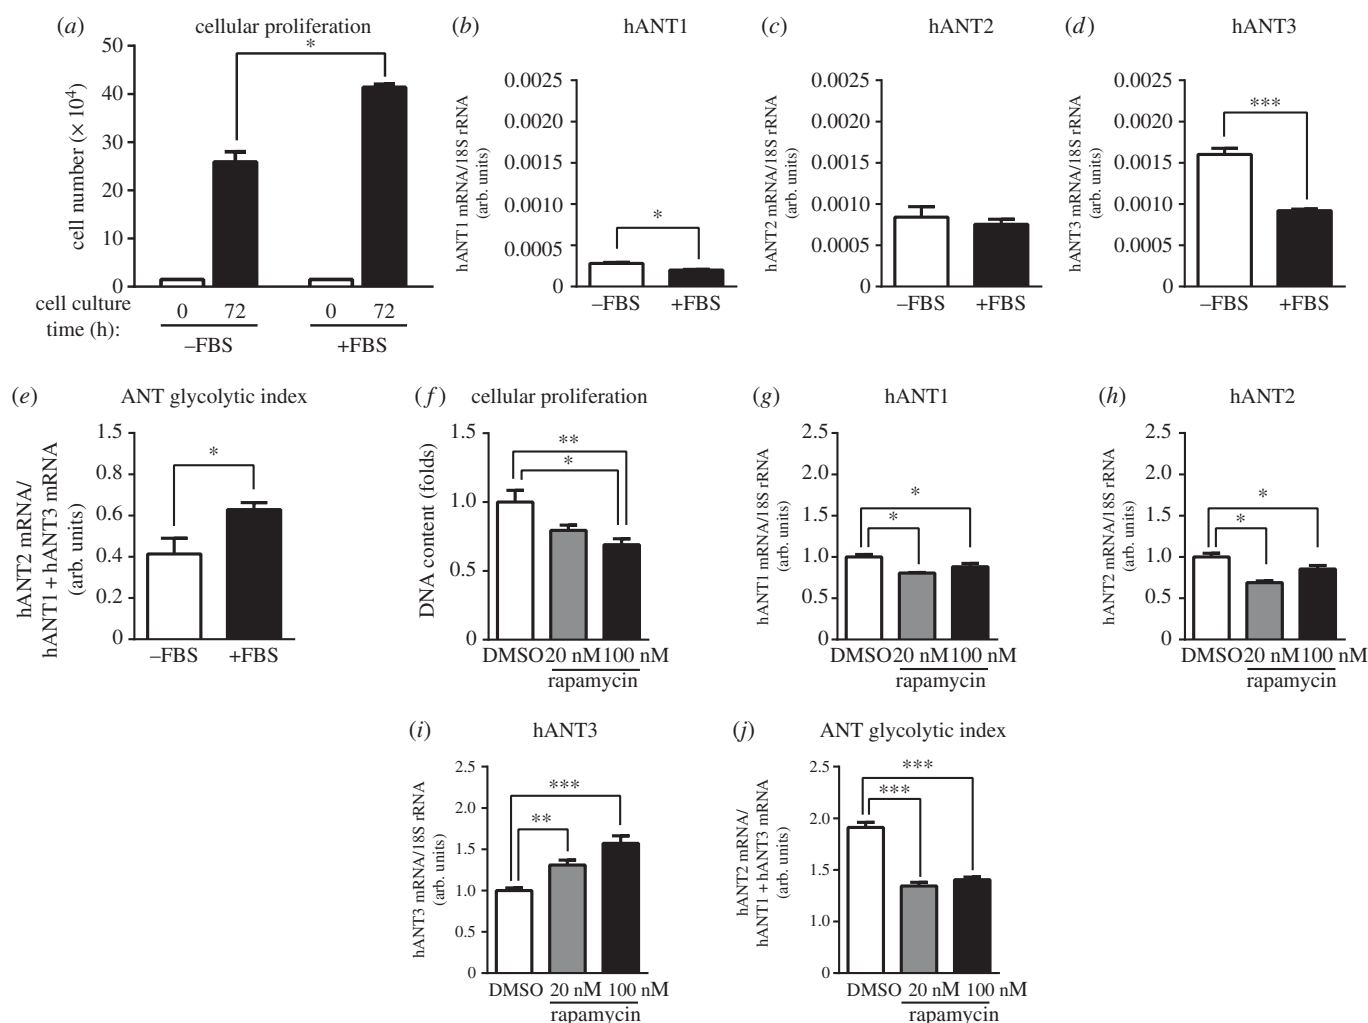 (a) cellular proliferation
*
cell number (× 10⁴)
50
40
30
20
10
0
cell culture
time (h):
0 72 0 72
–FBS +FBS
(b) hANT1
hANT1 mRNA/18S rRNA
(arb. units)
0.0025
0.0020
0.0015
0.0010
0.0005
0
*
–FBS +FBS
(c) hANT2
hANT2 mRNA/18S rRNA
(arb. units)
0.0025
0.0020
0.0015
0.0010
0.0005
0
–FBS +FBS
(d) hANT3
hANT3 mRNA/18S rRNA
(arb. units)
0.0025
0.0020
0.0015
0.0010
0.0005
0
***
–FBS +FBS
(e) ANT glycolytic index
hANT2 mRNA/
hANT1 + hANT3 mRNA
(arb. units)
1.5
0.8
0.6
0.4
0.2
0
*
–FBS +FBS
(f) cellular proliferation
DNA content (folds)
1.5
1.0
0.5
0
**
*
DMSO 20 nM 100 nM
rapamycin
(g) hANT1
hANT1 mRNA/18S rRNA
(arb. units)
2.5
2.0
1.5
1.0
0.5
0
*
*
DMSO 20 nM 100 nM
rapamycin
(h) hANT2
hANT2 mRNA/18S rRNA
(arb. units)
2.5
2.0
1.5
1.0
0.5
0
*
*
DMSO 20 nM 100 nM
rapamycin
(i) hANT3
hANT3 mRNA/18S rRNA
(arb. units)
2.5
2.0
1.5
1.0
0.5
0
***
**
DMSO 20 nM 100 nM
rapamycin
(j) ANT glycolytic index
hANT2 mRNA/
hANT1 + hANT3 mRNA
(arb. units)
2.5
2.0
1.5
1.0
0
***
***
DMSO 20 nM 100 nM
rapamycin